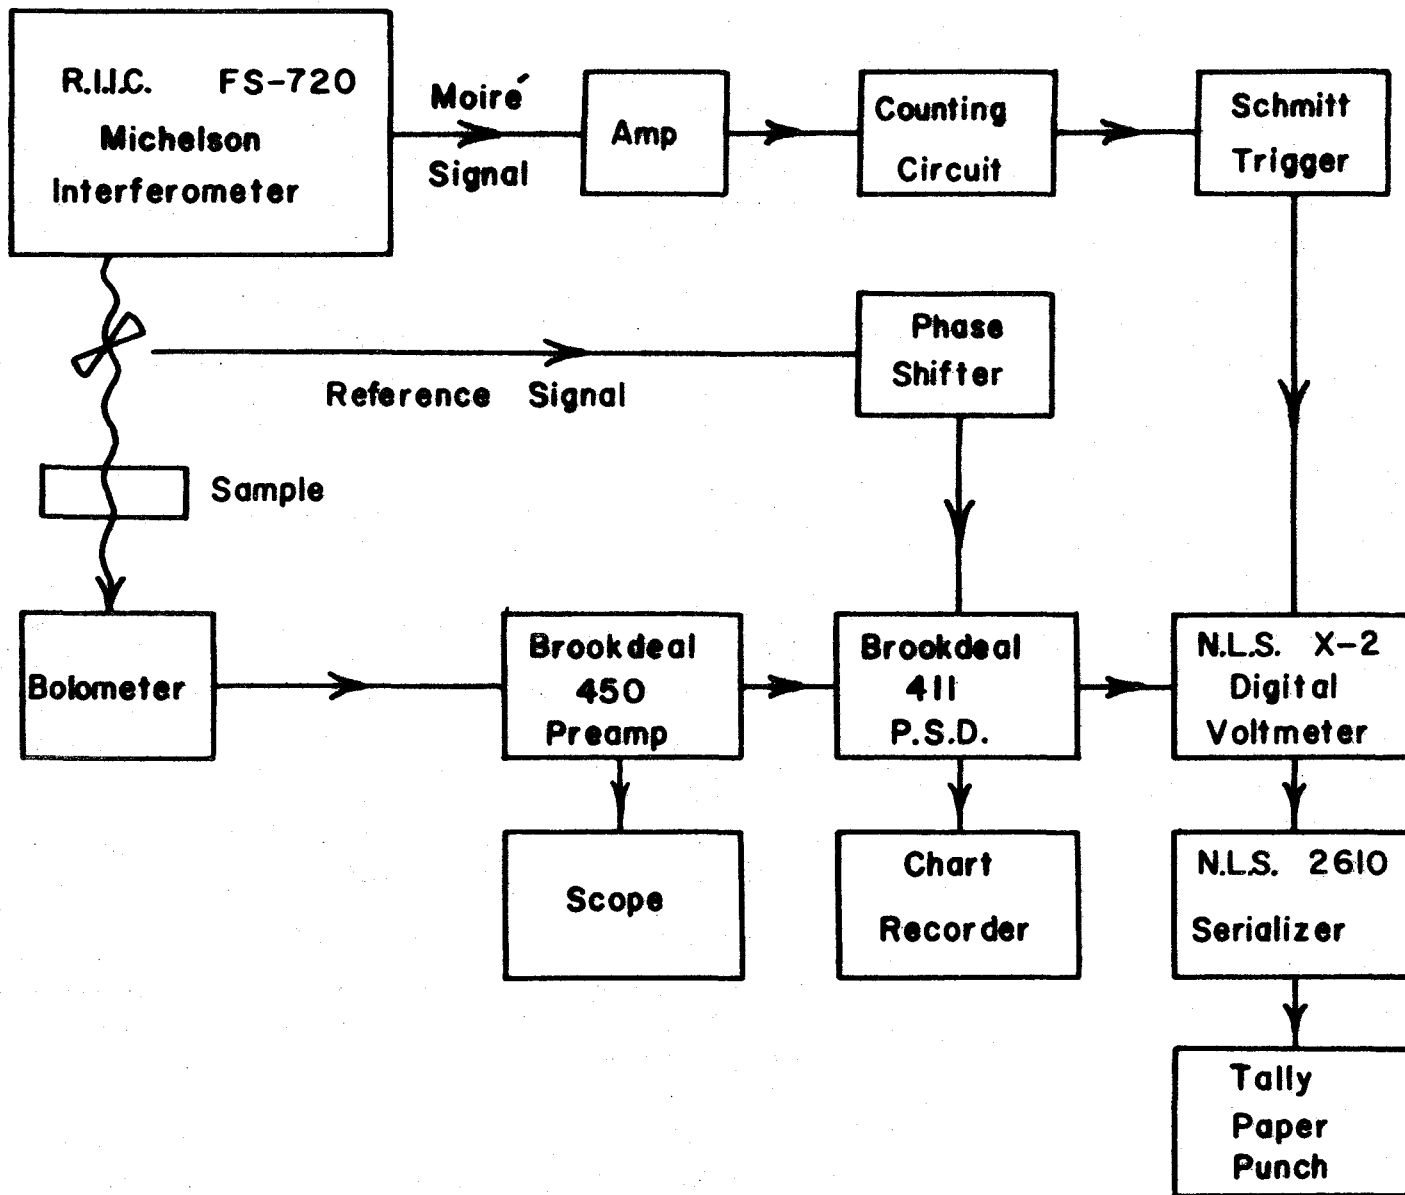 R.I.I.C. FS-720
Michelson
Interferometer
Moiré
Signal
Amp
Counting
Circuit
Schmitt
Trigger
Phase
Shifter
Reference Signal
Sample
Bolometer
Brookdeal
450
Preamp
Brookdeal
411
P.S.D.
N.L.S. X-2
Digital
Voltmeter
Scope
Chart
Recorder
N.L.S. 2610
Serializer
Tally
Paper
Punch